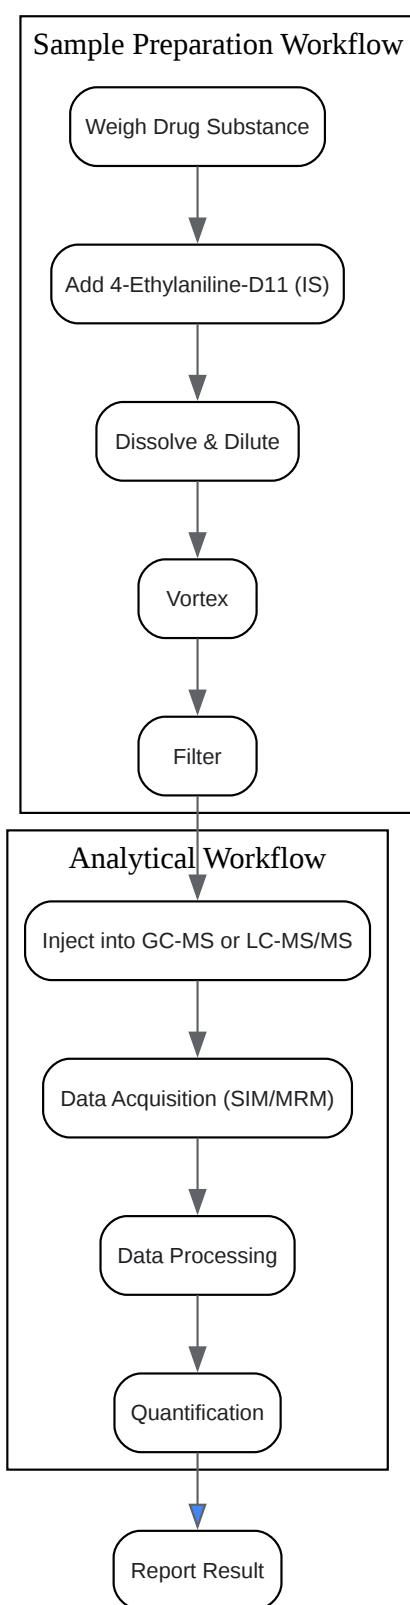 Sample Preparation Workflow
Weigh Drug Substance
Add 4-Ethylaniline-D11 (IS)
Dissolve & Dilute
Vortex
Filter
Analytical Workflow
Inject into GC-MS or LC-MS/MS
Data Acquisition (SIM/MRM)
Data Processing
Quantification
Report Result